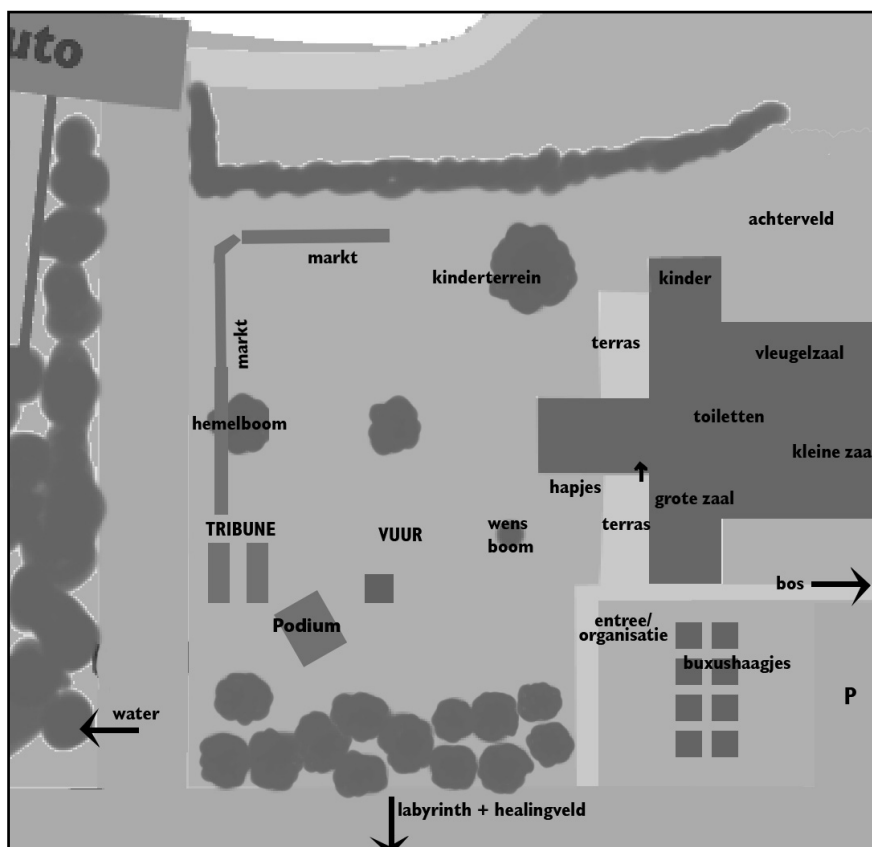 uto
achterveld
markt
kinderterrein
kinder
markt
terras
vleugelzaal
hemelboom
toiletten
kleine zaa
hapjes
grote zaal
TRIBUNE
VUUR
wens
boom
terras
bos
entree/
organisatie
Podium
buxushaagjes
P
water
labyrinth + healingveld